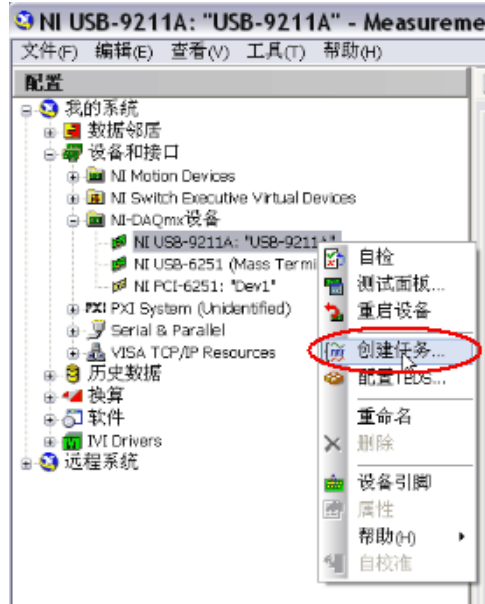 NI USB-9211A: "USB-9211A" - Measureme
文件(F) 编辑(E) 查看(V) 工具(T) 帮助(H)
配置
我的系统
数据邻居
设备和接口
NI Motion Devices
NI Switch Executive Virtual Devices
NI-DAQmx设备
NI USB-9211A: "USB-9211A"
NI USB-6251 (Mass Termi
NI PCI-6251: "Dev1"
PXI PXI System (Unidentified)
Serial & Parallel
VISA TCP/IP Resources
历史数据
换算
软件
IVI Drivers
远程系统
自检
测试面板...
重启设备
创建任务...
配置TEDS...
重命名
删除
设备引脚
属性
帮助(H)
自校准